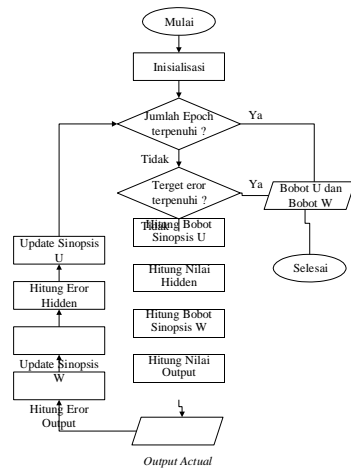 Mulai
Inisialisasi
Jumlah Epoch
terpenuhi ?
Ya
Tidak
Terget eror
terpenuhi ?
Ya
Bobot U dan
Bobot W
Tidak
Hitung Bobot
Sinopsis U
Selesai
Update Sinopsis
U
Hitung Nilai
Hidden
Hitung Eror
Hidden
Hitung Bobot
Sinopsis W
Update Sinopsis
W
Hitung Nilai
Output
Hitung Eror
Output
Output Actual